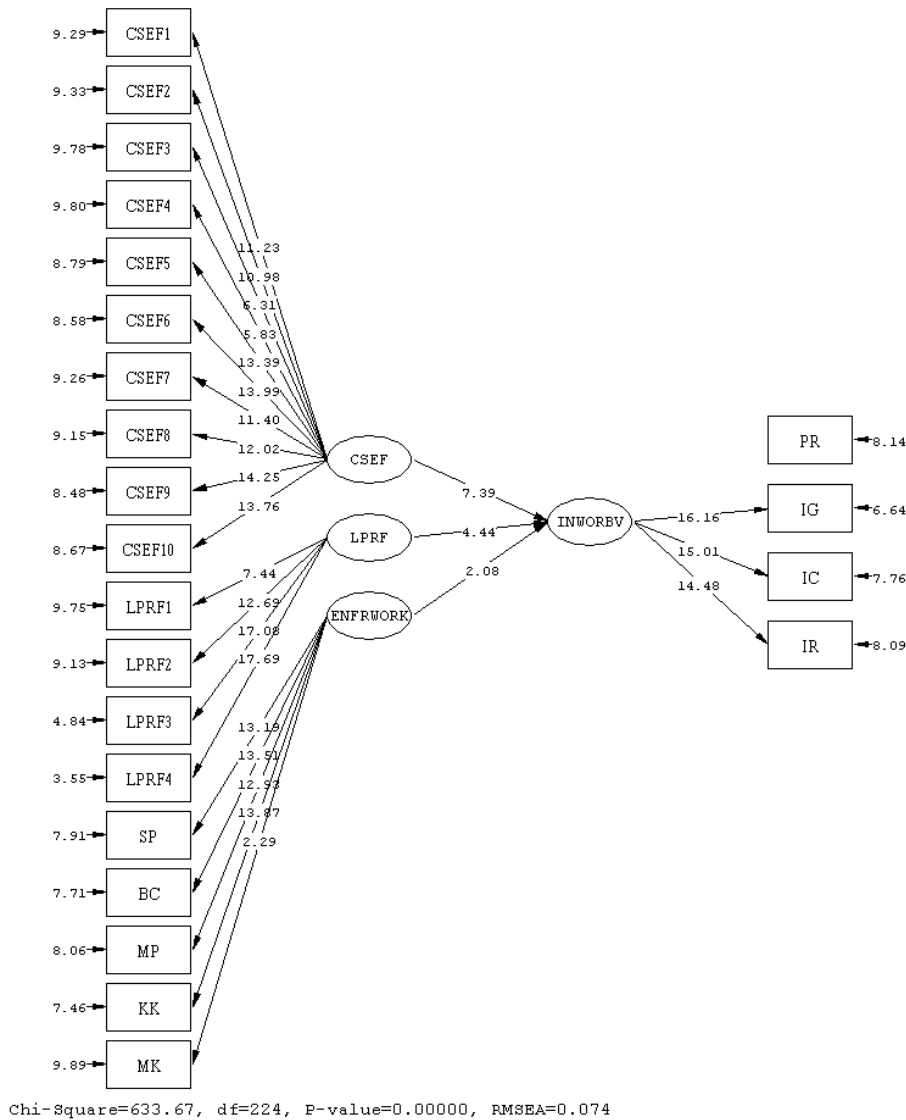 9.29 CSEF1
9.33 CSEF2
9.78 CSEF3
9.80 CSEF4
8.79 CSEF5
8.58 CSEF6
9.26 CSEF7
9.15 CSEF8
8.48 CSEF9
8.67 CSEF10
9.75 LPRF1
9.13 LPRF2
4.84 LPRF3
3.55 LPRF4
7.91 SP
7.71 BC
8.06 MP
7.46 KK
9.89 MK
11.23
10.98
6.31
5.83
13.39
13.99
11.40
12.02
14.25
13.76
7.44
12.69
17.08
17.69
13.19
13.51
12.93
13.87
2.29
CSEF
LPRF
ENFRWORK
7.39
4.44
2.08
INWORBV
16.16
15.01
14.48
PR 8.14
IG 6.64
IC 7.76
IR 8.09
Chi-Square=633.67, df=224, P-value=0.00000, RMSEA=0.074